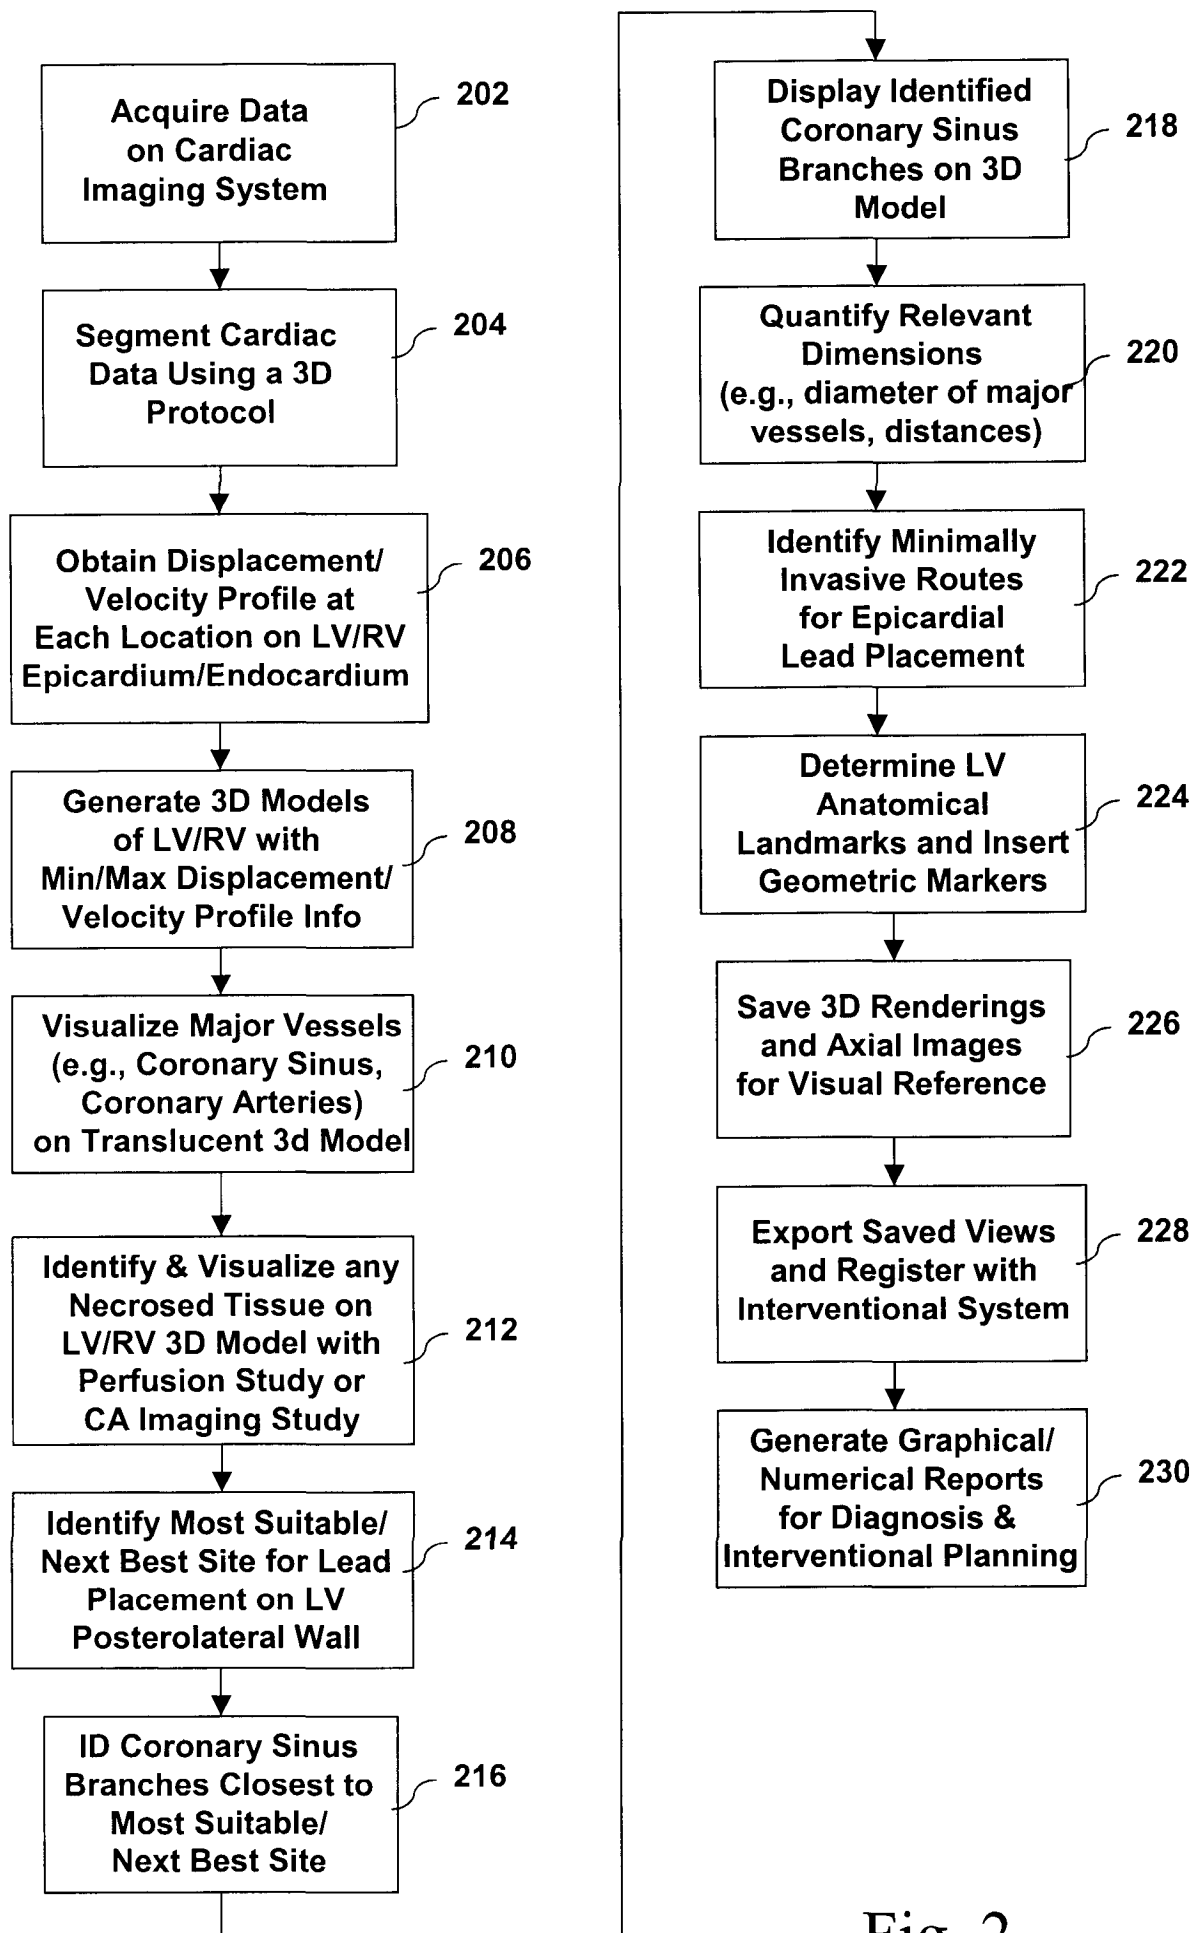 Acquire Data
on Cardiac
Imaging System
202
Segment Cardiac
Data Using a 3D
Protocol
204
Obtain Displacement/
Velocity Profile at
Each Location on LV/RV
Epicardium/Endocardium
206
Generate 3D Models
of LV/RV with
Min/Max Displacement/
Velocity Profile Info
208
Visualize Major Vessels
(e.g., Coronary Sinus,
Coronary Arteries)
on Translucent 3d Model
210
Identify & Visualize any
Necrosed Tissue on
LV/RV 3D Model with
Perfusion Study or
CA Imaging Study
212
Identify Most Suitable/
Next Best Site for Lead
Placement on LV
Posterolateral Wall
214
ID Coronary Sinus
Branches Closest to
Most Suitable/
Next Best Site
216
Display Identified
Coronary Sinus
Branches on 3D
Model
218
Quantify Relevant
Dimensions
(e.g., diameter of major
vessels, distances)
220
Identify Minimally
Invasive Routes
for Epicardial
Lead Placement
222
Determine LV
Anatomical
Landmarks and Insert
Geometric Markers
224
Save 3D Renderings
and Axial Images
for Visual Reference
226
Export Saved Views
and Register with
Interventional System
228
Generate Graphical/
Numerical Reports
for Diagnosis &
Interventional Planning
230
Fig. 2